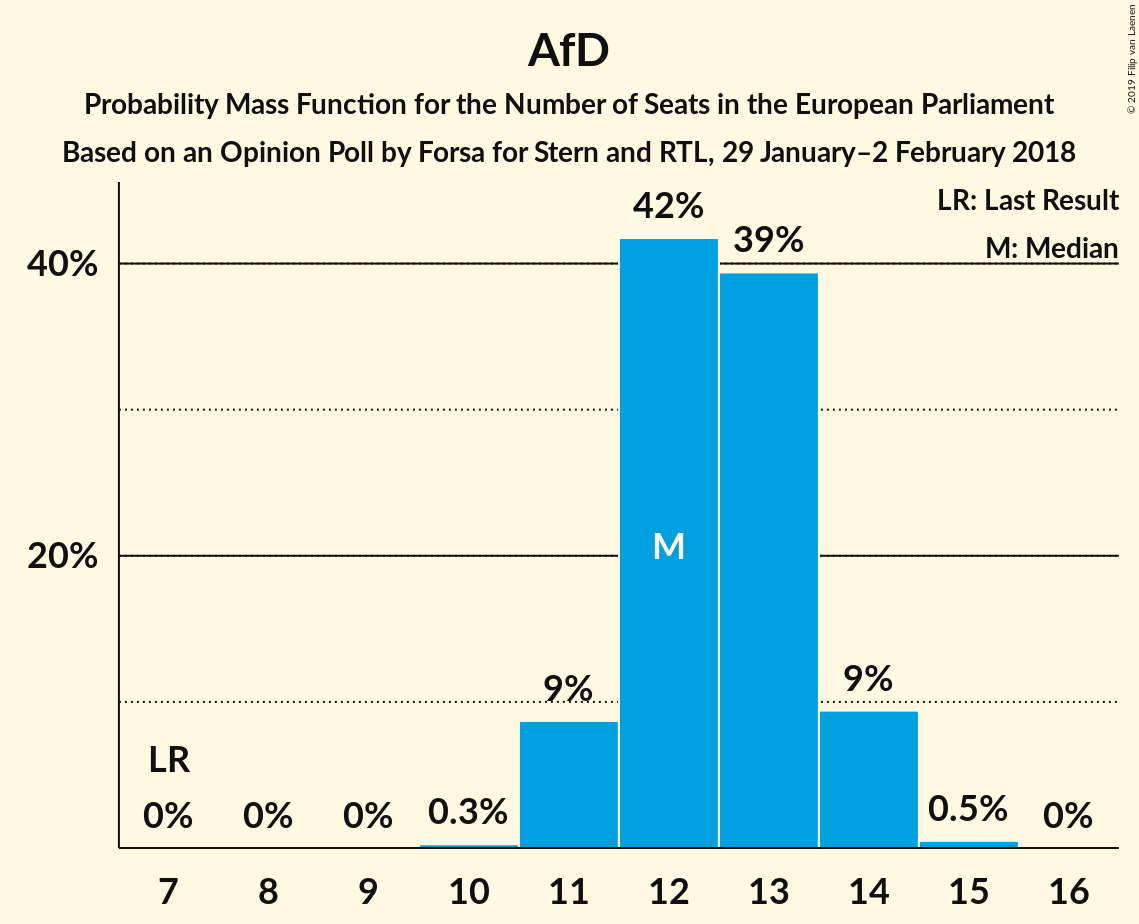 AfD
Probability Mass Function for the Number of Seats in the European Parliament
Based on an Opinion Poll by Forsa for Stern and RTL, 29 January–2 February 2018
© 2019 Filip van Laenen
LR: Last Result
M: Median
40%
20%
LR
0%
0%
0%
0.3%
9%
42%
M
39%
9%
0.5%
0%
7 8 9 10 11 12 13 14 15 16